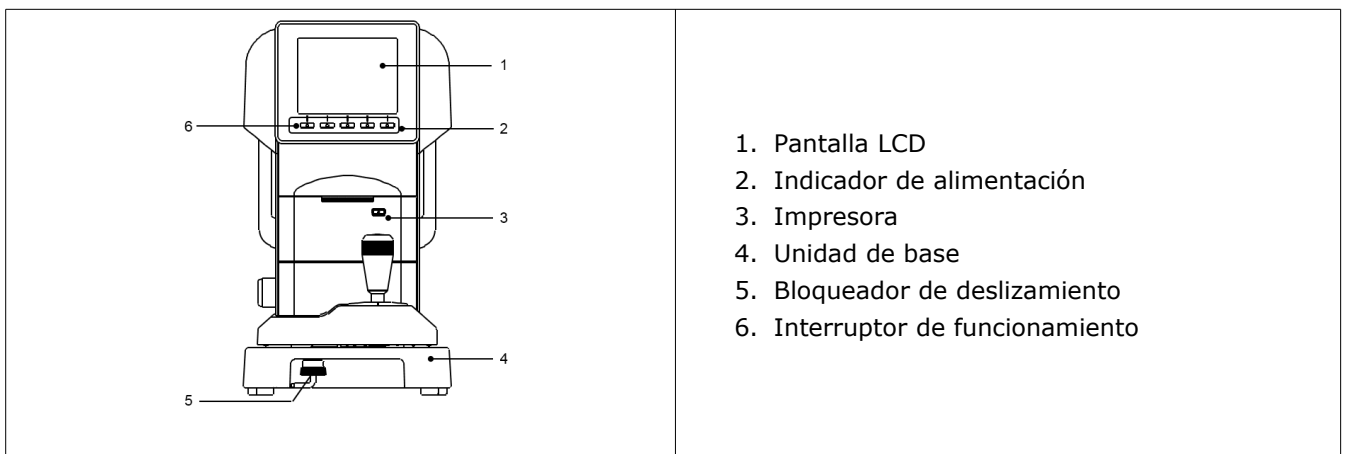 1
6
2
3
4
5
1. Pantalla LCD
2. Indicador de alimentación
3. Impresora
4. Unidad de base
5. Bloqueador de deslizamiento
6. Interruptor de funcionamiento